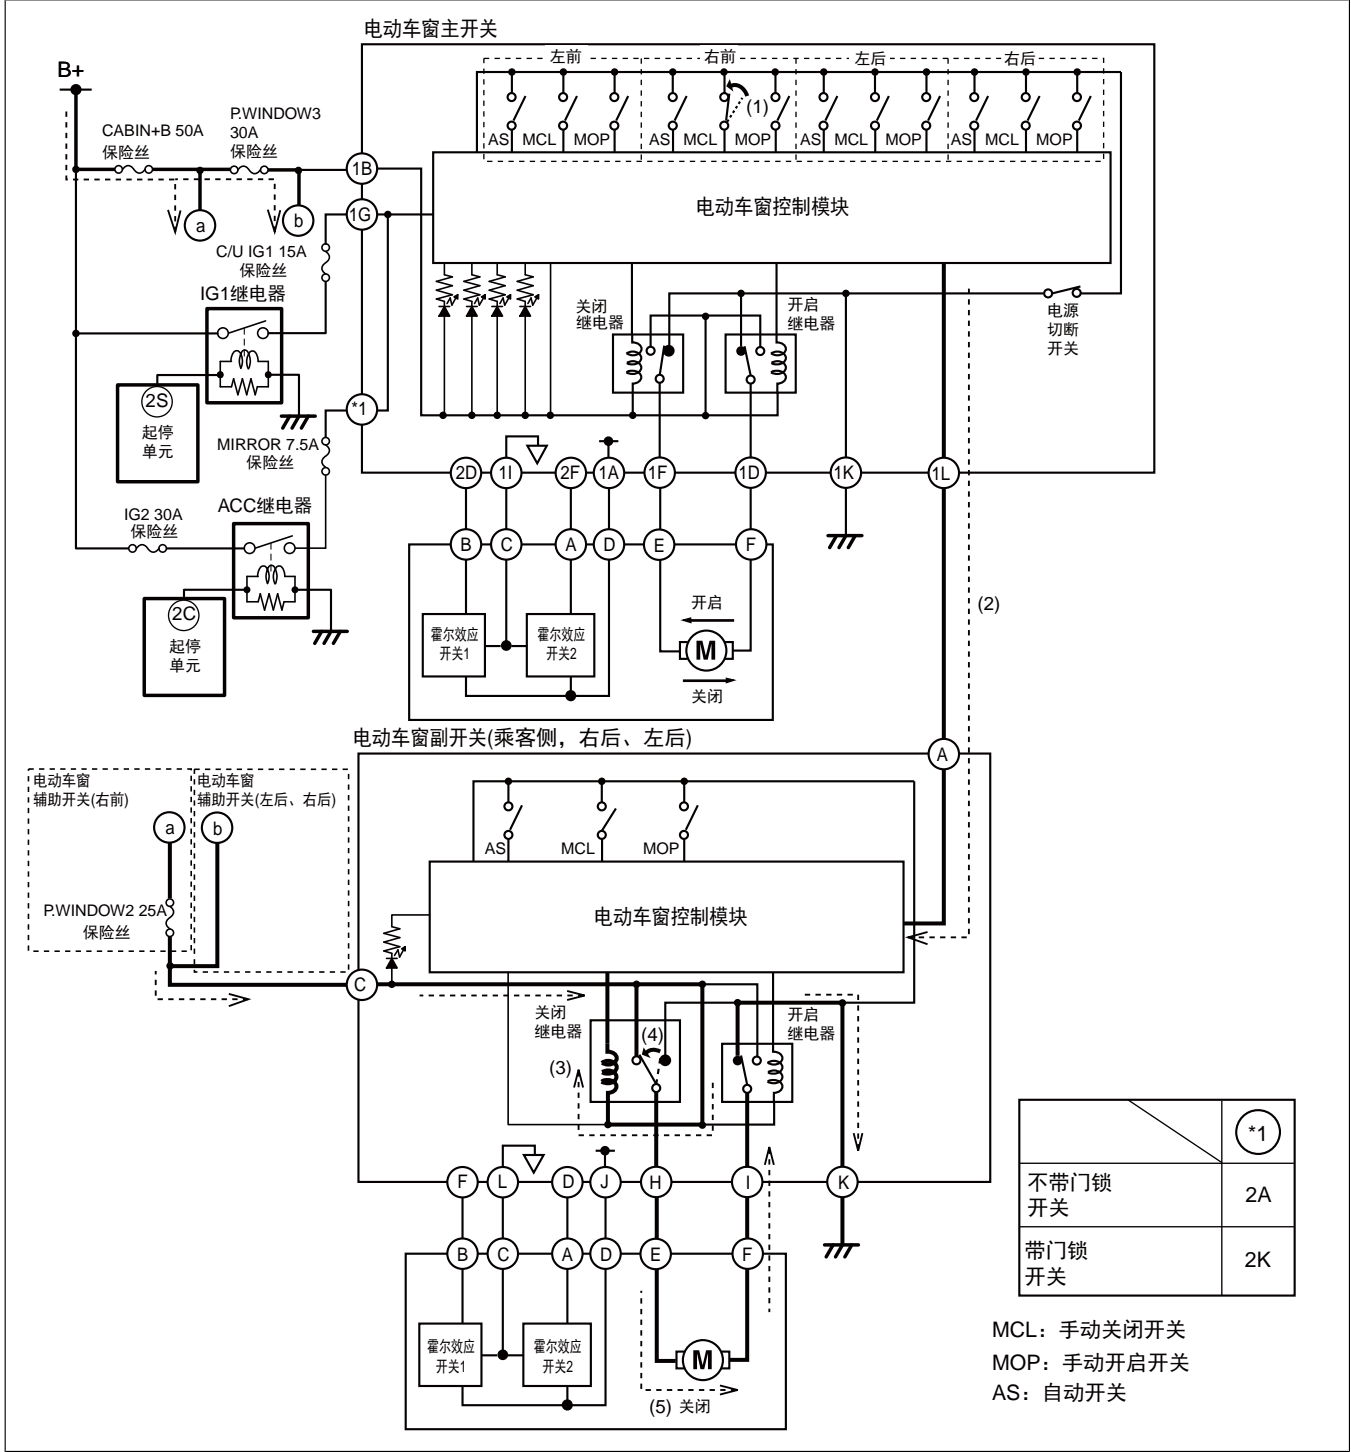 电动车窗主开关
左前
右前
左后
右后
B+
CABIN+B 50A
保险丝
P.WINDOW3
30A
保险丝
(1)
AS MCL MOP
AS MCL MOP
AS MCL MOP
AS MCL MOP
1B
1G
a
b
电动车窗控制模块
C/U IG1 15A
保险丝
IG1继电器
关闭
继电器
开启
继电器
电源
切断
开关
2S
起停
单元
*1
MIRROR 7.5A
保险丝
2D
1I
2F
1A
1F
1D
1K
1L
ACC继电器
IG2 30A
保险丝
B
C
A
D
E
F
2C
起停
单元
(2)
开启
霍尔效应
开关1
霍尔效应
开关2
M
关闭
电动车窗副开关(乘客侧，右后、左后)
A
电动车窗
辅助开关(右前)
电动车窗
辅助开关(左后、右后)
a
b
AS
MCL
MOP
P.WINDOW2 25A
保险丝
电动车窗控制模块
C
关闭
继电器
开启
继电器
(3)
(4)
*1
不带门锁
开关
2A
带门锁
开关
2K
F
L
D
J
H
I
K
B
C
A
D
E
F
霍尔效应
开关1
霍尔效应
开关2
M
(5) 关闭
MCL：手动关闭开关
MOP：手动开启开关
AS：自动开关